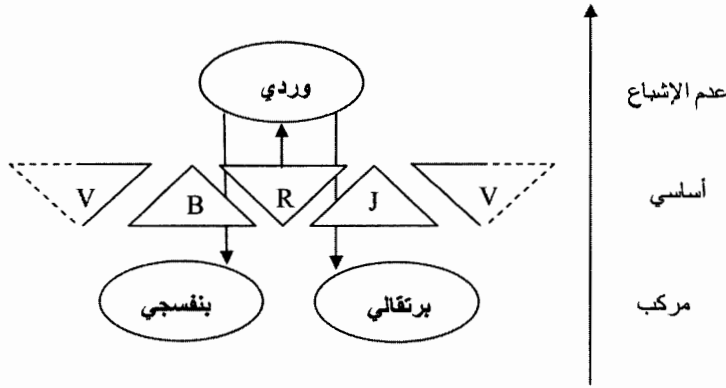 وردي
عدم الإشباع
V B R J V
أساسي
بنفسجي
برتقالي
مركب